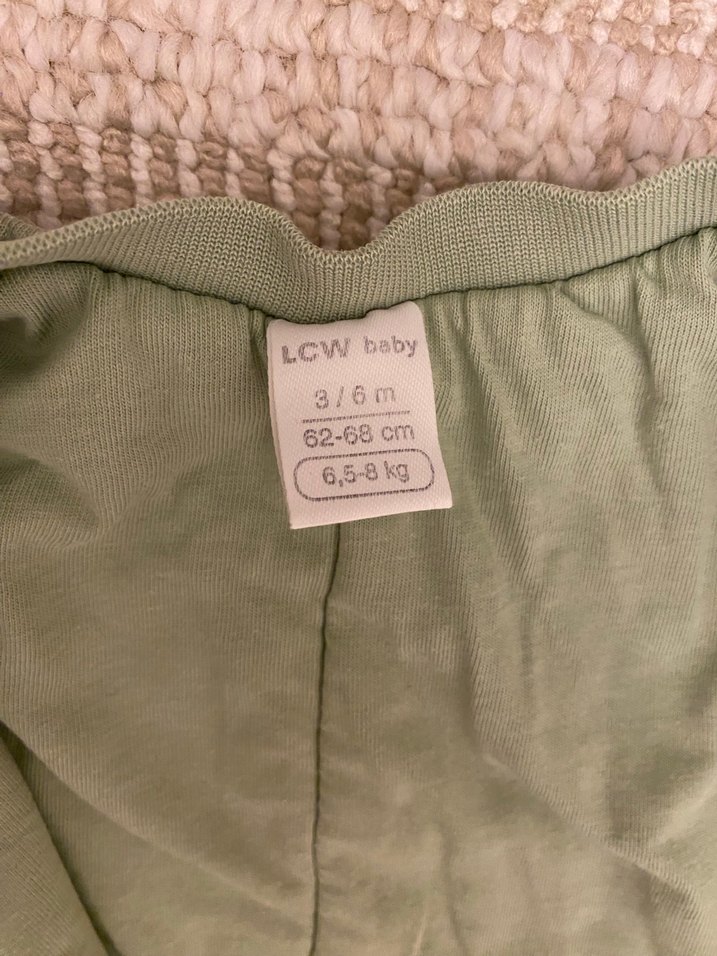 LCW baby
3 / 6 m
62-68 cm
6,5-8 kg